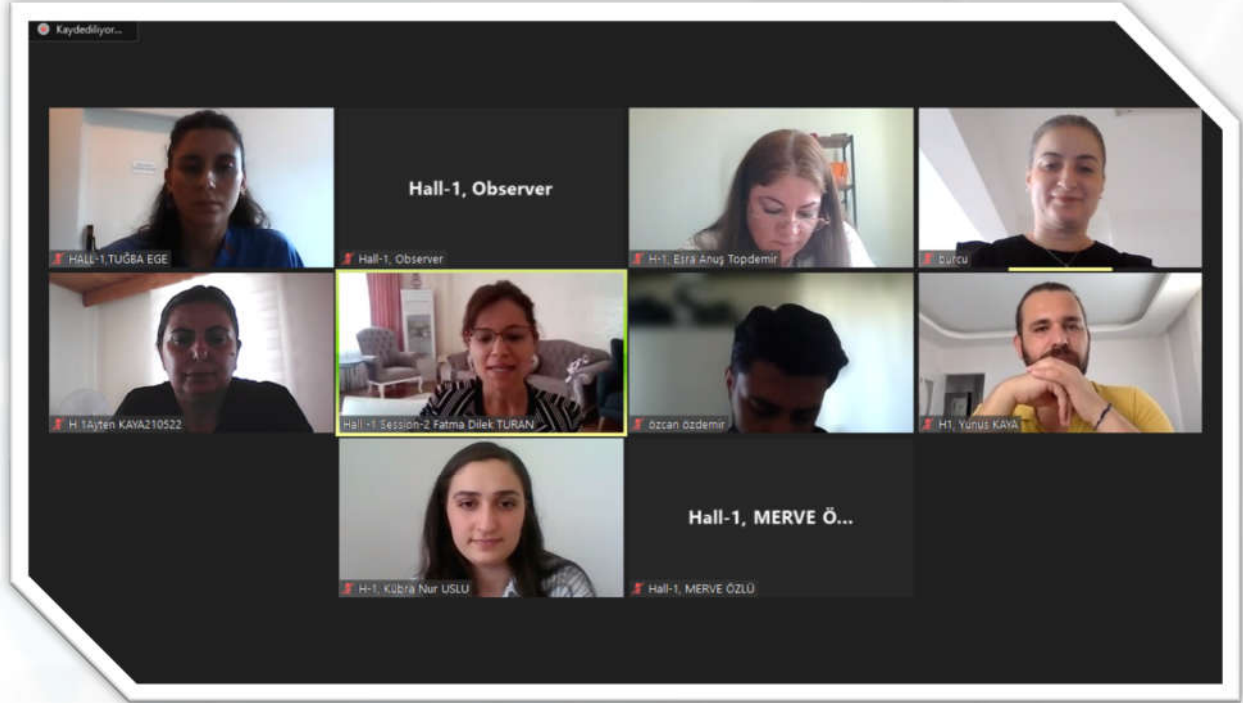 Kaydediliyor...
HALL-1,TUĞBA EGE
Hall-1, Observer
Hall-1, Observer
H-1, Esra Anuş Topdemir
burcu
H 1Ayten KAYA210522
Hall -1 Session-2 Fatma Dilek TURAN
özcan özdemir
H1, Yunus KAYA
H-1, Kübra Nur USLU
Hall-1, MERVE Ö...
Hall-1, MERVE ÖZLÜ